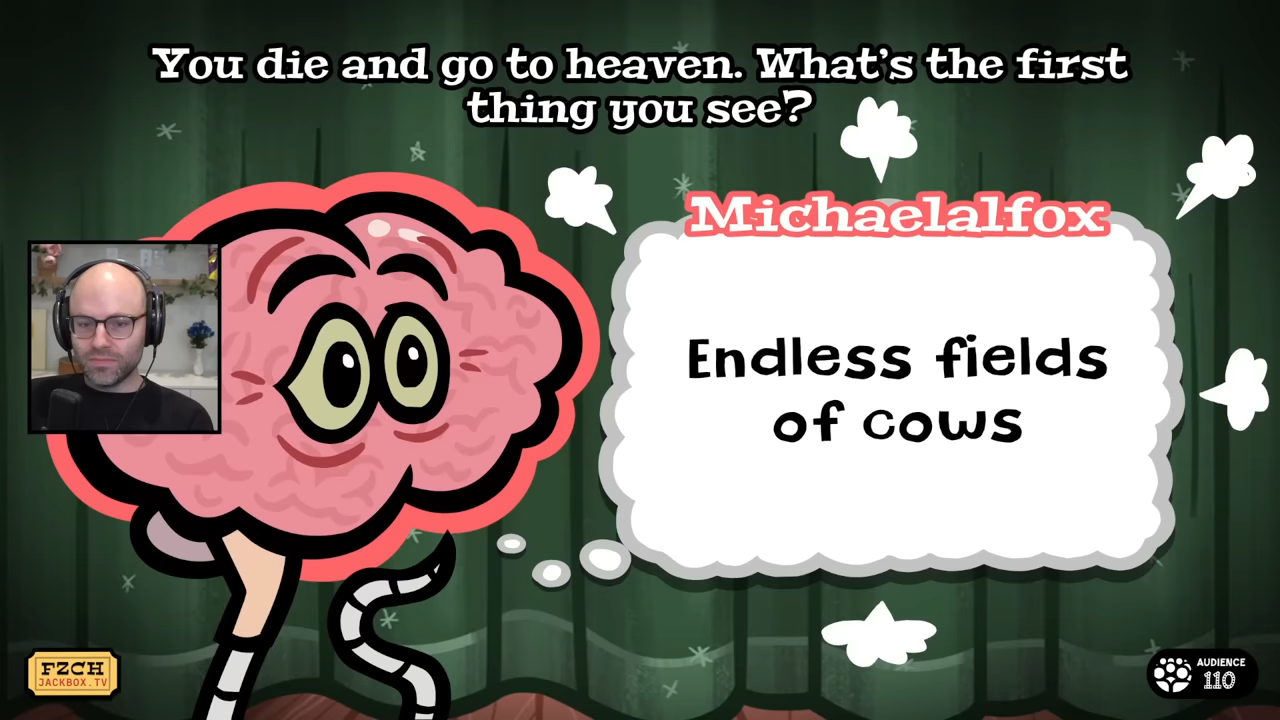 You die and go to heaven. What's the first
thing you see?
Michaelalfox
Endless fields
of cows
FZCH
JACKBOX.TV
AUDIENCE
110